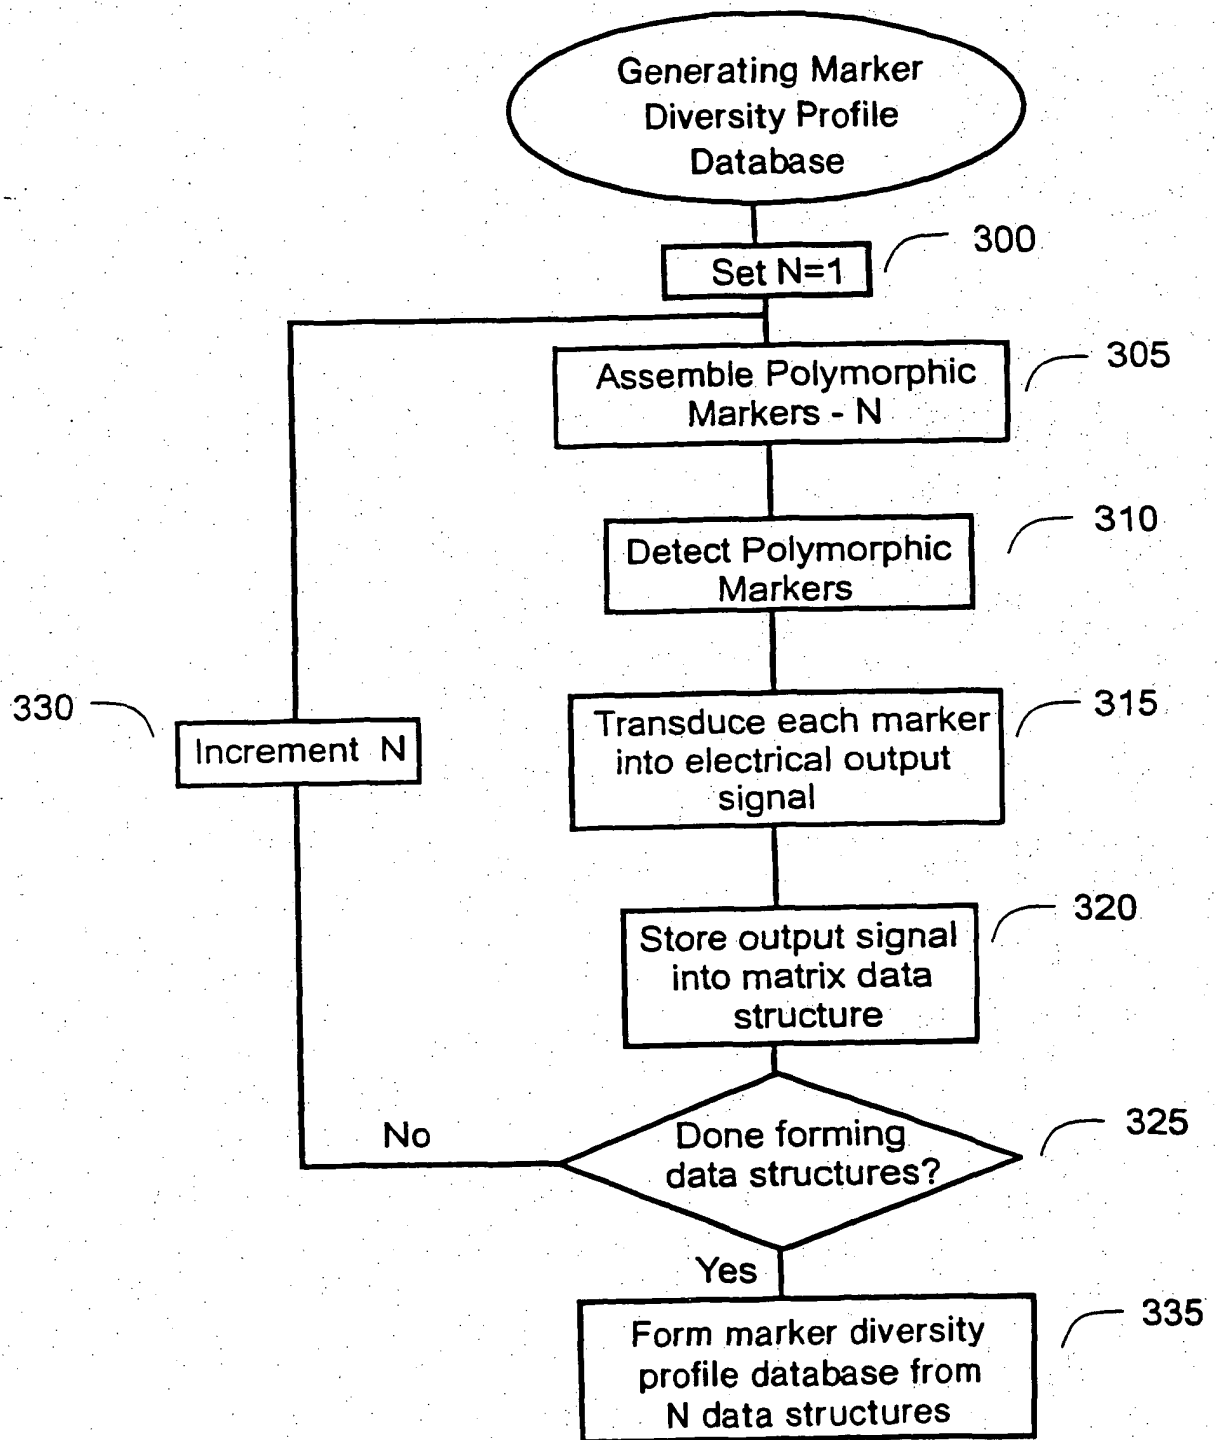 Generating Marker
Diversity Profile
Database
300
Set N=1
305
Assemble Polymorphic
Markers - N
310
Detect Polymorphic
Markers
315
Transduce each marker
into electrical output
signal
330
Increment N
320
Store output signal
into matrix data
structure
325
Done forming
data structures?
No
Yes
335
Form marker diversity
profile database from
N data structures